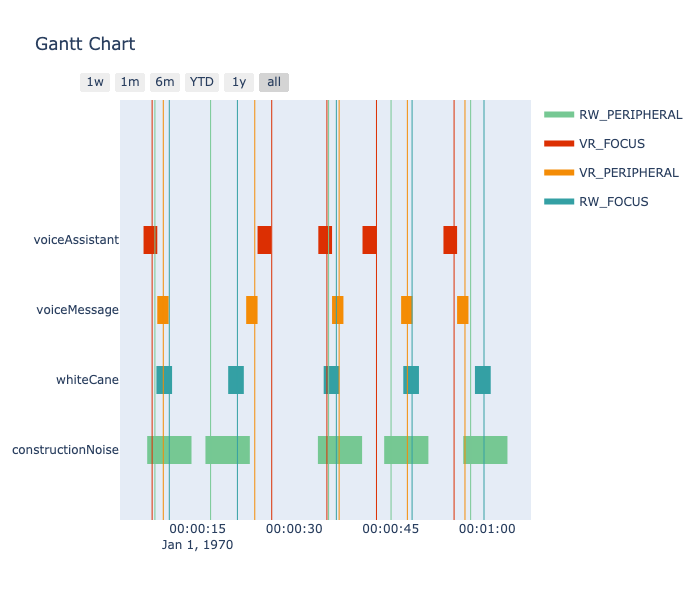 Gantt Chart
1w 1m 6m YTD 1y all
RW_PERIPHERAL
VR_FOCUS
VR_PERIPHERAL
RW_FOCUS
voiceAssistant
voiceMessage
whiteCane
constructionNoise
00:00:15 00:00:30 00:00:45 00:01:00
Jan 1, 1970